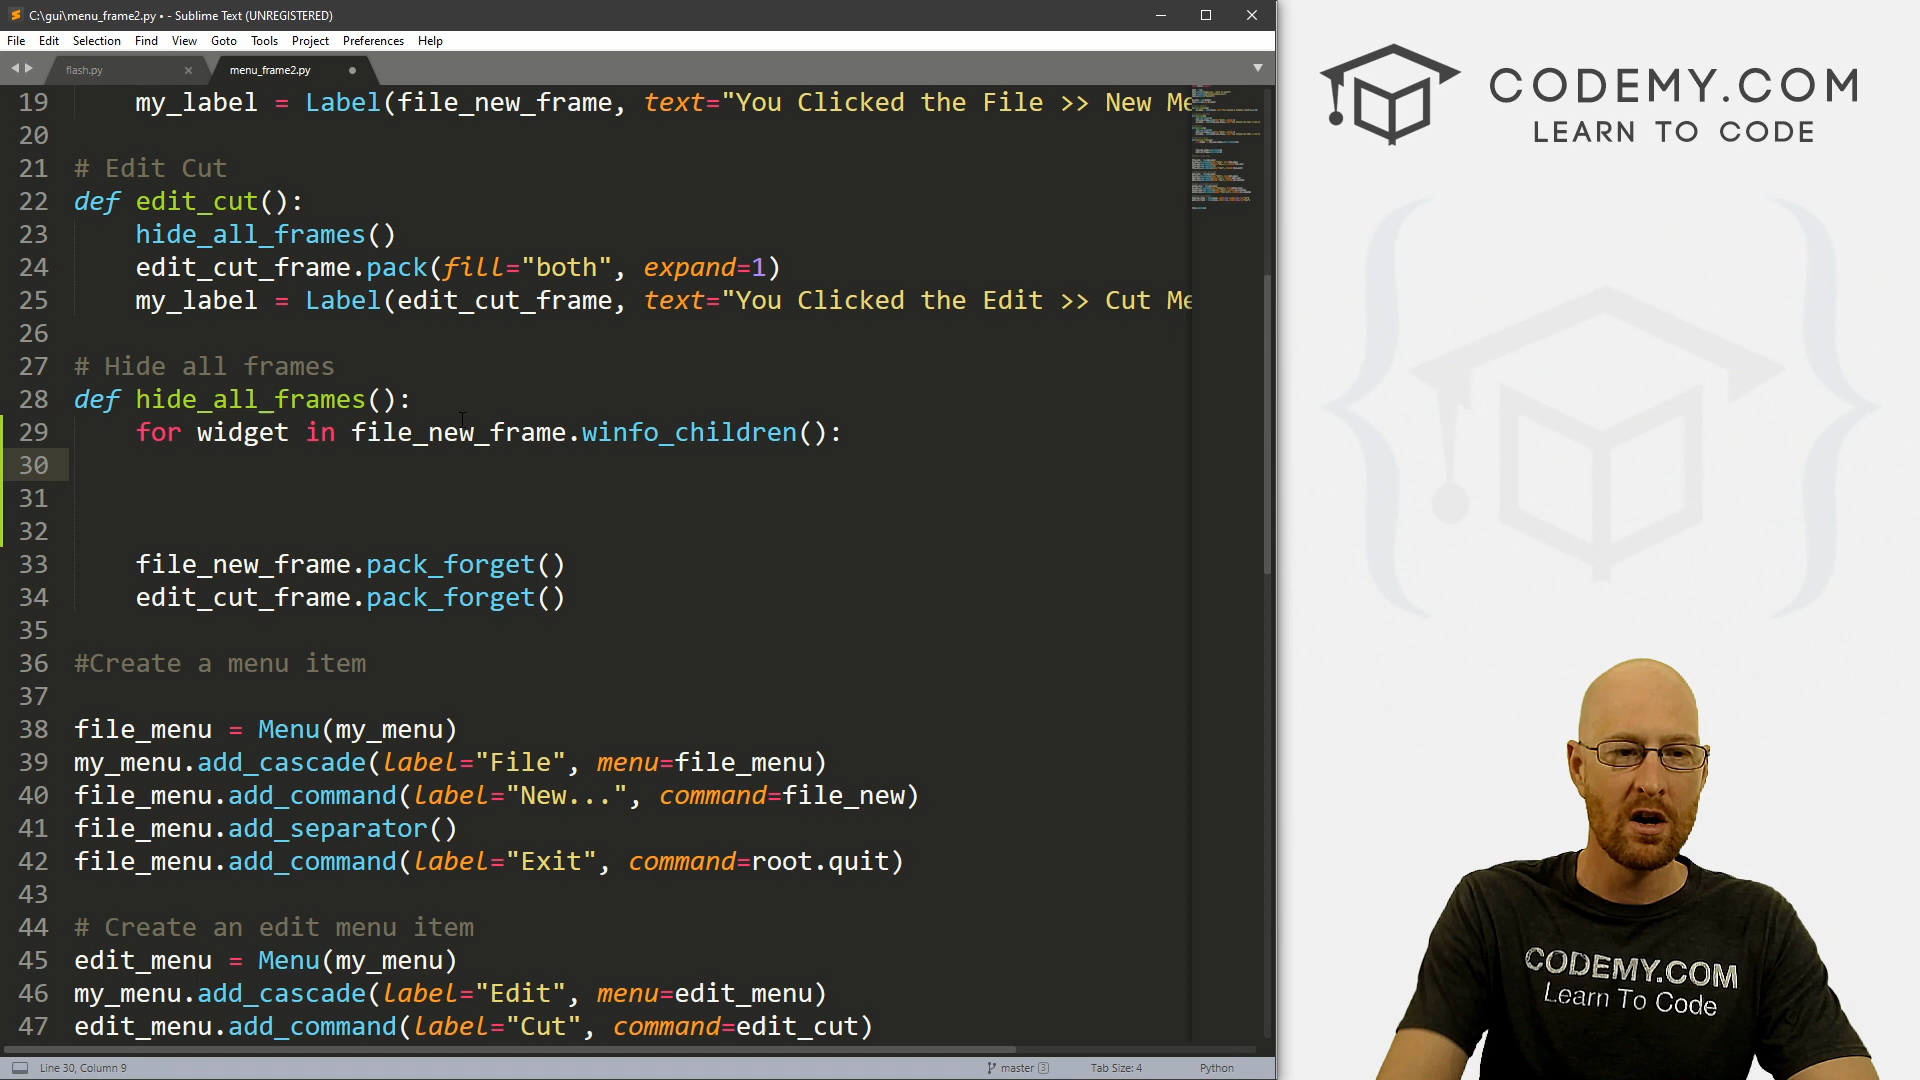 C:\gui\menu_frame2.py • - Sublime Text (UNREGISTERED)
File Edit Selection Find View Goto Tools Project Preferences Help
flash.py
menu_frame2.py
19 my_label = Label(file_new_frame, text="You Clicked the File >> New Me
20
21 # Edit Cut
22 def edit_cut():
23 hide_all_frames()
24 edit_cut_frame.pack(fill="both", expand=1)
25 my_label = Label(edit_cut_frame, text="You Clicked the Edit >> Cut Me
26
27 # Hide all frames
28 def hide_all_frames():
29 for widget in file_new_frame.winfo_children():
30
31
32
33 file_new_frame.pack_forget()
34 edit_cut_frame.pack_forget()
35
36 #Create a menu item
37
38 file_menu = Menu(my_menu)
39 my_menu.add_cascade(label="File", menu=file_menu)
40 file_menu.add_command(label="New...", command=file_new)
41 file_menu.add_separator()
42 file_menu.add_command(label="Exit", command=root.quit)
43
44 # Create an edit menu item
45 edit_menu = Menu(my_menu)
46 my_menu.add_cascade(label="Edit", menu=edit_menu)
47 edit_menu.add_command(label="Cut", command=edit_cut)
Line 30, Column 9
master 3
Tab Size: 4
Python
CODEMY.COM
LEARN TO CODE
CODEMY.COM
Learn To Code